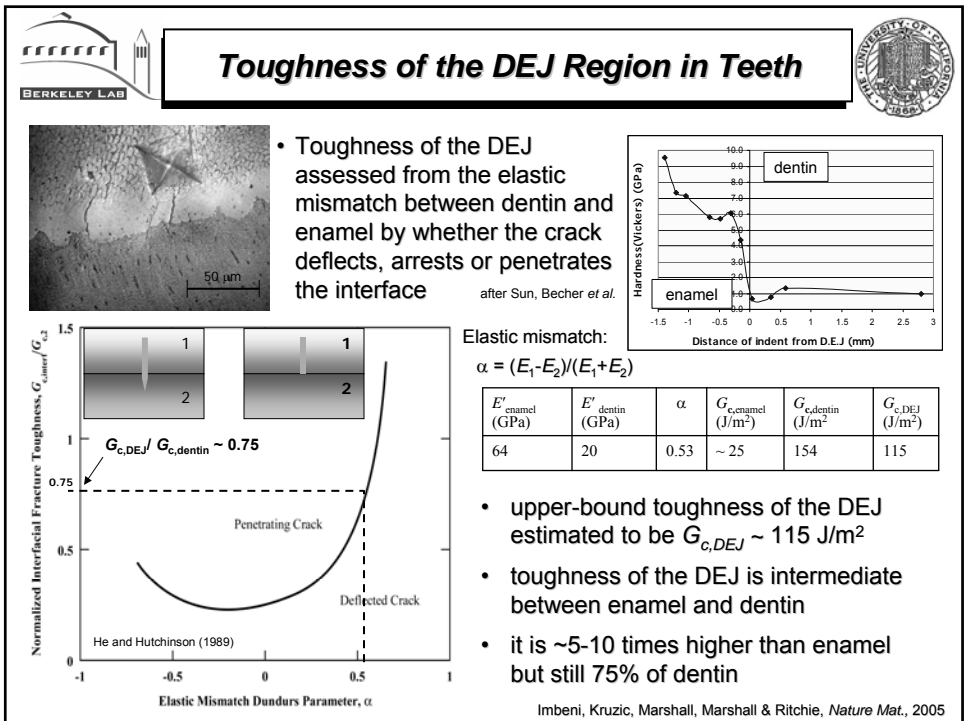 BERKELEY LAB
Toughness of the DEJ Region in Teeth
THE · UNIVERSITY · OF · CALIFORNIA
· 1868 ·
50 μm
• Toughness of the DEJ
assessed from the elastic
mismatch between dentin and
enamel by whether the crack
deflects, arrests or penetrates
the interface
after Sun, Becher et al.
Hardness(Vickers) (GPa)
10.0
9.0
8.0
7.0
6.0
5.0
4.0
3.0
2.0
1.0
0.0
dentin
enamel
-1.5 -1 -0.5 0 0.5 1 1.5 2 2.5 3
Distance of indent from D.E.J (mm)
Normalized Interfacial Fracture Toughness, G c,interf/G c,2
1.5
1
0.75
0.5
0
1
2
1
2
G c,DEJ/ G c,dentin ~ 0.75
Penetrating Crack
Deflected Crack
He and Hutchinson (1989)
-1 -0.5 0 0.5 1
Elastic Mismatch Dundurs Parameter, α
Elastic mismatch:
α = (E1-E2)/(E1+E2)
E′enamel (GPa) E′dentin (GPa) α Gc,enamel (J/m²) Gc,dentin (J/m² Gc,DEJ (J/m²)
64 20 0.53 ~ 25 154 115
• upper-bound toughness of the DEJ
estimated to be Gc,DEJ ~ 115 J/m²
• toughness of the DEJ is intermediate
between enamel and dentin
• it is ~5-10 times higher than enamel
but still 75% of dentin
Imbeni, Kruzic, Marshall, Marshall & Ritchie, Nature Mat., 2005